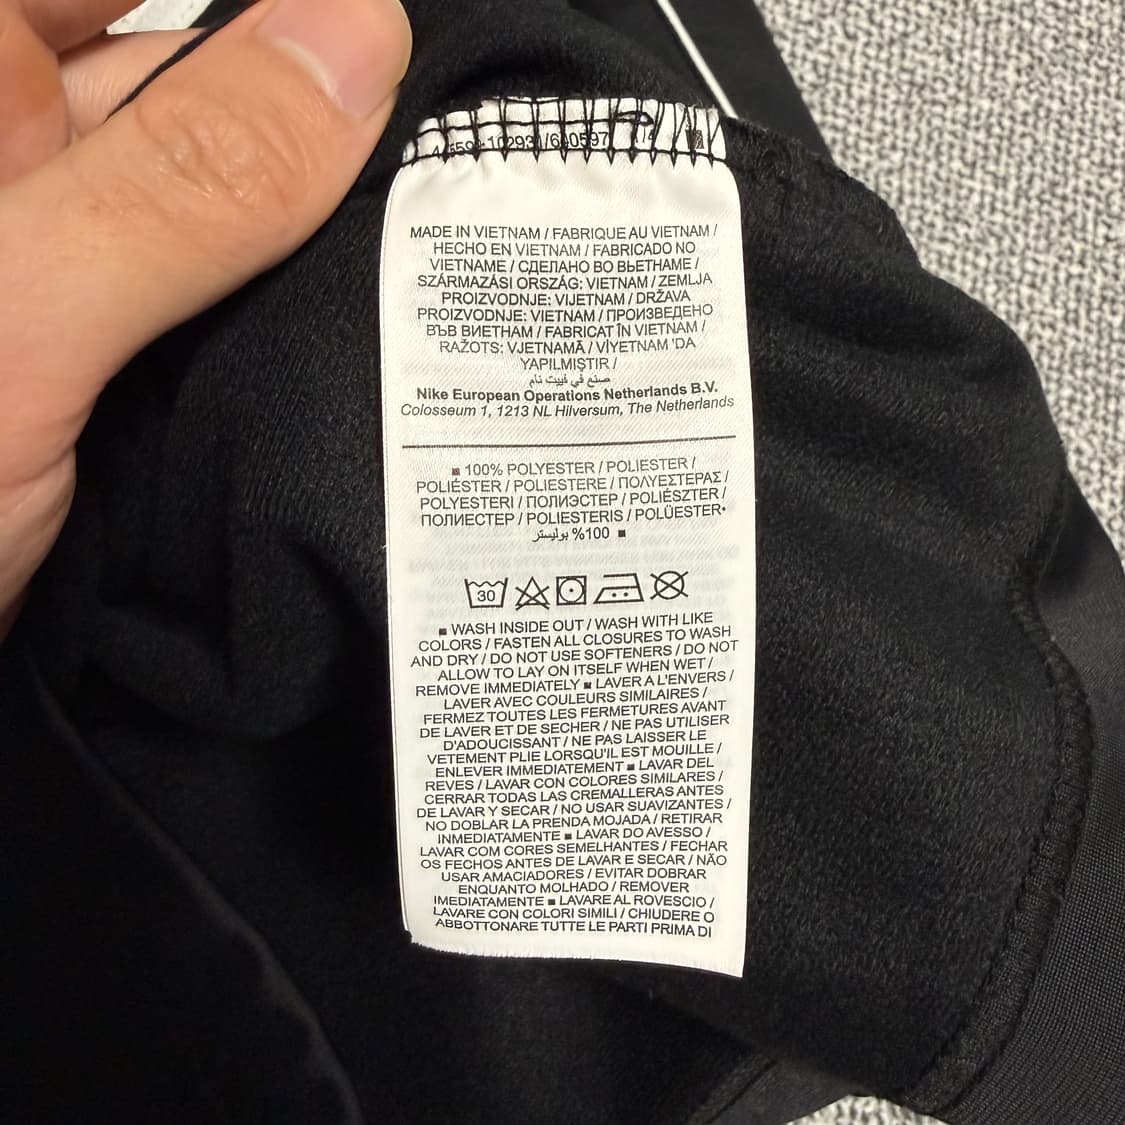 MADE IN VIETNAM / FABRIQUE AU VIETNAM /
HECHO EN VIETNAM / FABRICADO NO
VIETNAME / СДЕЛАНО ВО ВЬЕТНАМЕ /
SZÁRMAZÁSI ORSZÁG: VIETNAM / ZEMLJA
PROIZVODNJE: VIJETNAM / DRŽAVA
PROIZVODNJE: VIETNAM / ПРОИЗВЕДЕНО
ВЪВ ВИЕТНАМ / FABRICAT ÎN VIETNAM /
RAŽOTS: VJETNAMĀ / VİYETNAM 'DA
YAPILMIŞTIR /
صنع في فييت نام
Nike European Operations Netherlands B.V.
Colosseum 1, 1213 NL Hilversum, The Netherlands
■ 100% POLYESTER / POLIESTER /
POLIÉSTER / POLIESTERE / ΠΟΛΥΕΣΤΕΡΑΣ /
POLYESTERI / ПОЛИЭСТЕР / POLIÉSZTER /
ПОЛИЕСТЕР / POLIESTERIS / POLÜESTER•
100% بوليستر ■
30
■ WASH INSIDE OUT / WASH WITH LIKE
COLORS / FASTEN ALL CLOSURES TO WASH
AND DRY / DO NOT USE SOFTENERS / DO NOT
ALLOW TO LAY ON ITSELF WHEN WET /
REMOVE IMMEDIATELY ■ LAVER A L'ENVERS /
LAVER AVEC COULEURS SIMILAIRES /
FERMEZ TOUTES LES FERMETURES AVANT
DE LAVER ET DE SECHER / NE PAS UTILISER
D'ADOUCISSANT / NE PAS LAISSER LE
VETEMENT PLIE LORSQU'IL EST MOUILLE /
ENLEVER IMMEDIATEMENT ■ LAVAR DEL
REVES / LAVAR CON COLORES SIMILARES /
CERRAR TODAS LAS CREMALLERAS ANTES
DE LAVAR Y SECAR / NO USAR SUAVIZANTES /
NO DOBLAR LA PRENDA MOJADA / RETIRAR
INMEDIATAMENTE ■ LAVAR DO AVESSO /
LAVAR COM CORES SEMELHANTES / FECHAR
OS FECHOS ANTES DE LAVAR E SECAR / NÃO
USAR AMACIADORES / EVITAR DOBRAR
ENQUANTO MOLHADO / REMOVER
IMEDIATAMENTE ■ LAVARE AL ROVESCIO /
LAVARE CON COLORI SIMILI / CHIUDERE O
ABBOTTONARE TUTTE LE PARTI PRIMA DI